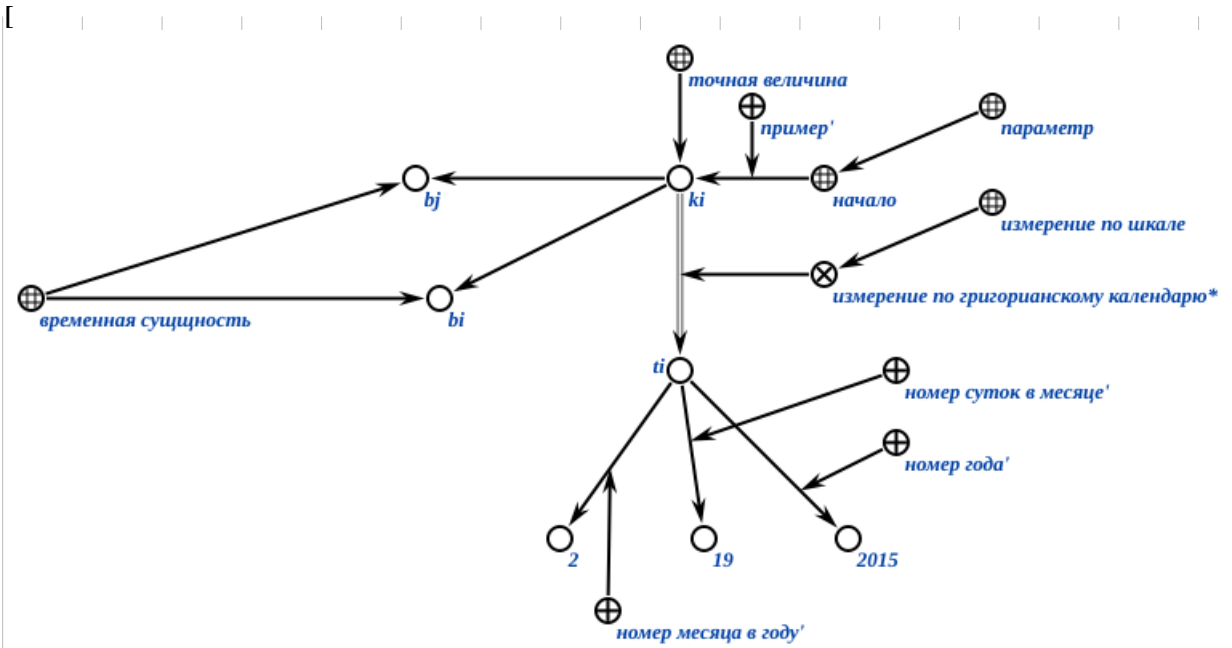 [
точная величина
пример'
параметр
bj
ki
начало
измерение по шкале
измерение по григорианскому календарю*
временная сущщность
bi
ti
номер суток в месяце'
номер года'
2
19
2015
номер месяца в году'